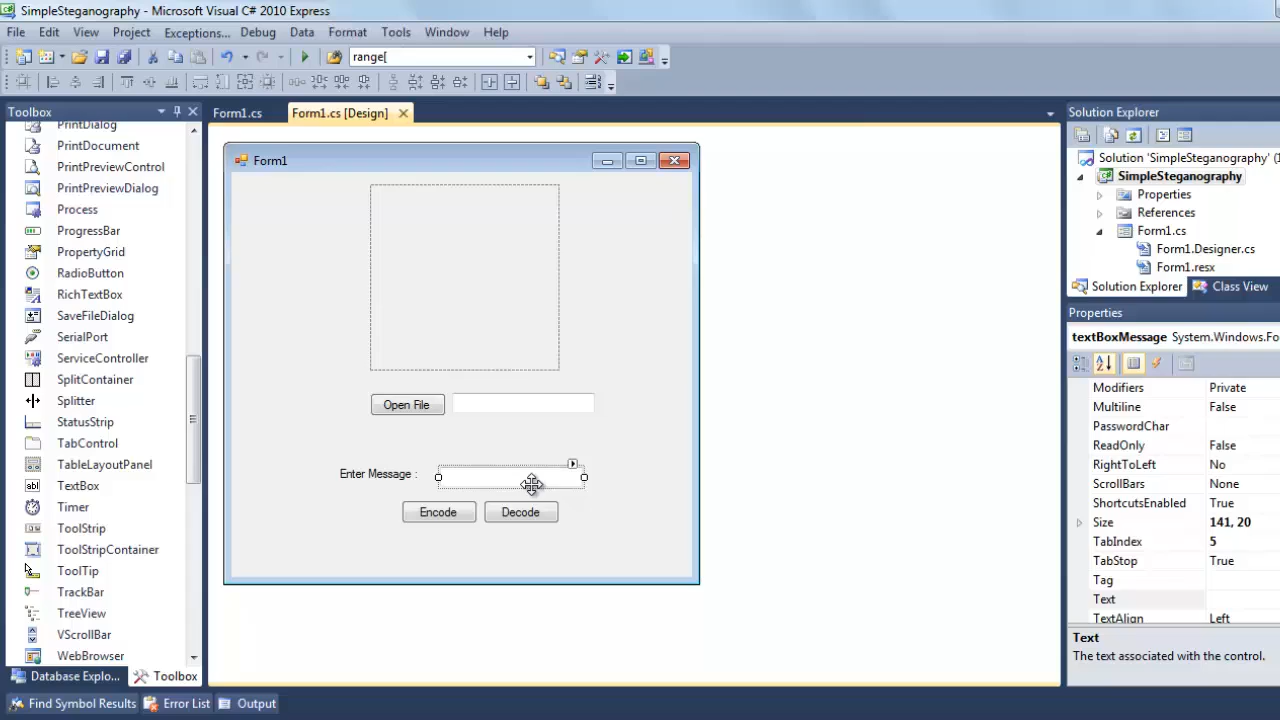 SimpleSteganography - Microsoft Visual C# 2010 Express
File Edit View Project Exceptions... Debug Data Format Tools Window Help
range[
Toolbox
Form1.cs
Form1.cs [Design]
Solution Explorer
PrintDialog
PrintDocument
PrintPreviewControl
PrintPreviewDialog
Process
ProgressBar
PropertyGrid
RadioButton
RichTextBox
SaveFileDialog
SerialPort
ServiceController
SplitContainer
Splitter
StatusStrip
TabControl
TableLayoutPanel
abl TextBox
Timer
ToolStrip
ToolStripContainer
ToolTip
TrackBar
TreeView
VScrollBar
WebBrowser
Database Explo...
Toolbox
Form1
Open File
Enter Message :
Encode
Decode
Solution 'SimpleSteganography' (1
SimpleSteganography
Properties
References
Form1.cs
Form1.Designer.cs
Form1.resx
Solution Explorer
Class View
Properties
textBoxMessage System.Windows.Fo
Modifiers Private
Multiline False
PasswordChar
ReadOnly False
RightToLeft No
ScrollBars None
ShortcutsEnabled True
Size 141, 20
TabIndex 5
TabStop True
Tag
Text
TextAlign Left
Text
The text associated with the control.
Find Symbol Results
Error List
Output